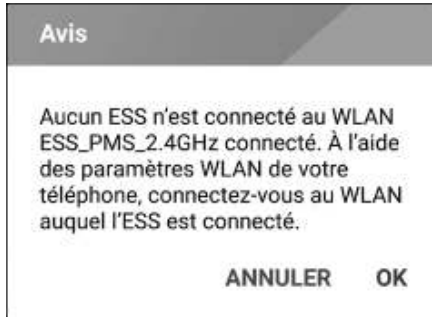 Avis
Aucun ESS n'est connecté au WLAN
ESS_PMS_2.4GHz connecté. À l'aide
des paramètres WLAN de votre
téléphone, connectez-vous au WLAN
auquel l'ESS est connecté.
ANNULER OK